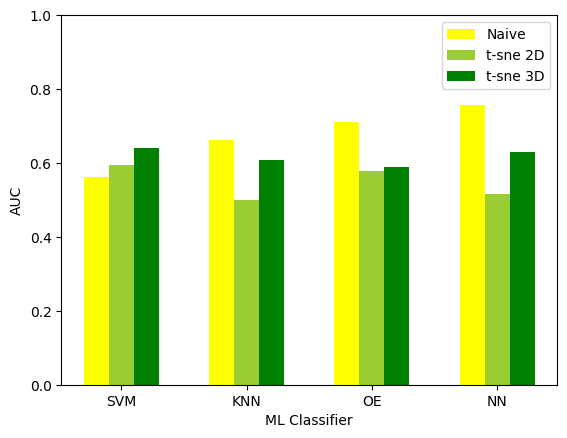 Naive
t-sne 2D
t-sne 3D
1.0
0.8
0.6
0.4
0.2
0.0
AUC
SVM KNN OE NN
ML Classifier